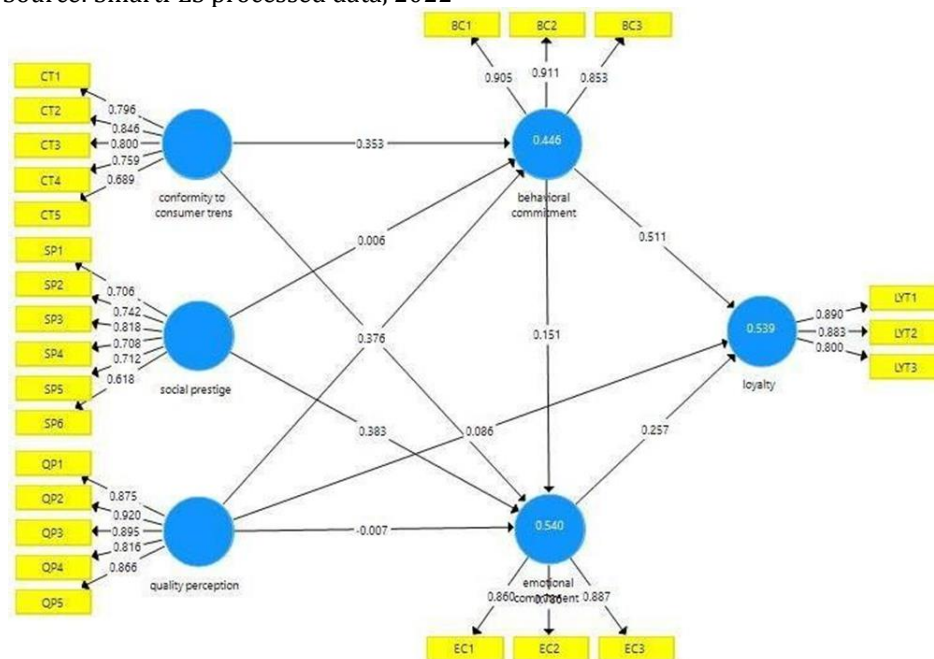 Source: SmartPLS processed data, 2022
BC1
BC2
BC3
0.905
0.911
0.853
CT1
CT2
CT3
CT4
CT5
0.796
0.846
0.800
0.759
0.689
conformity to
consumer trens
0.353
0.446
behavioral
commitment
SP1
SP2
SP3
SP4
SP5
SP6
0.706
0.742
0.818
0.708
0.712
0.618
social prestige
0.006
0.376
0.383
0.511
0.151
0.539
loyalty
0.890
0.883
0.800
LYT1
LYT2
LYT3
QP1
QP2
QP3
QP4
QP5
0.875
0.920
0.895
0.816
0.866
quality perception
0.086
-0.007
0.257
0.540
emotional
commitment
0.860
0.887
EC1
EC2
EC3